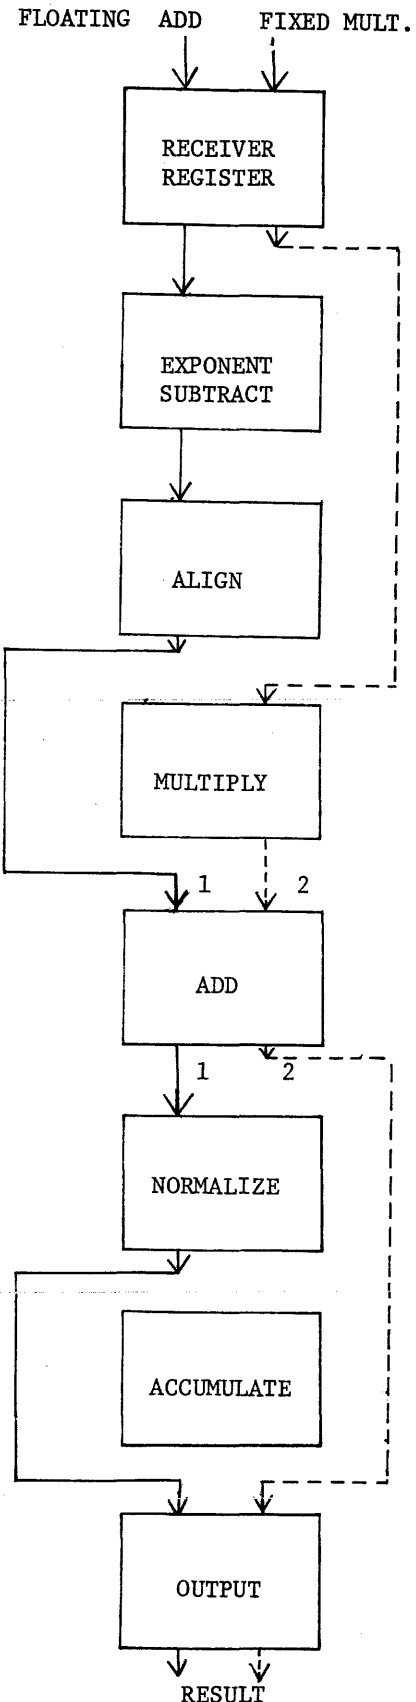 FLOATING ADD FIXED MULT.
RECEIVER
REGISTER
EXPONENT
SUBTRACT
ALIGN
MULTIPLY
1 2
ADD
1 2
NORMALIZE
ACCUMULATE
OUTPUT
RESULT